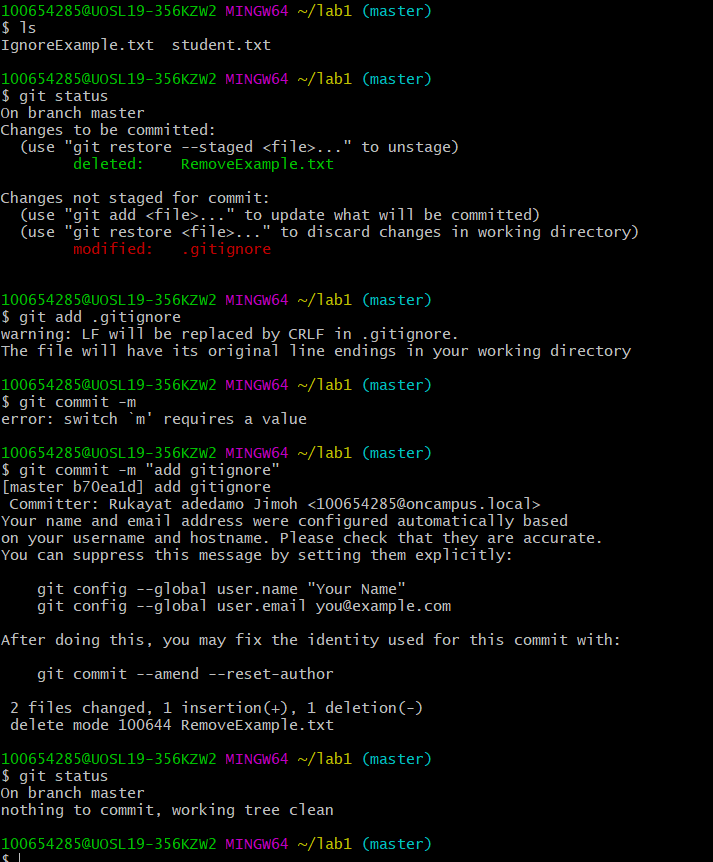 100654285@UOSL19-356KZW2 MINGW64 ~/lab1 (master)
$ ls
IgnoreExample.txt  student.txt

100654285@UOSL19-356KZW2 MINGW64 ~/lab1 (master)
$ git status
On branch master
Changes to be committed:
  (use "git restore --staged <file>..." to unstage)
        deleted:    RemoveExample.txt

Changes not staged for commit:
  (use "git add <file>..." to update what will be committed)
  (use "git restore <file>..." to discard changes in working directory)
        modified:   .gitignore

100654285@UOSL19-356KZW2 MINGW64 ~/lab1 (master)
$ git add .gitignore
warning: LF will be replaced by CRLF in .gitignore.
The file will have its original line endings in your working directory

100654285@UOSL19-356KZW2 MINGW64 ~/lab1 (master)
$ git commit -m
error: switch `m' requires a value

100654285@UOSL19-356KZW2 MINGW64 ~/lab1 (master)
$ git commit -m "add gitignore"
[master b70ea1d] add gitignore
 Committer: Rukayat adedamo Jimoh <100654285@oncampus.local>
Your name and email address were configured automatically based
on your username and hostname. Please check that they are accurate.
You can suppress this message by setting them explicitly:

    git config --global user.name "Your Name"
    git config --global user.email you@example.com

After doing this, you may fix the identity used for this commit with:

    git commit --amend --reset-author

 2 files changed, 1 insertion(+), 1 deletion(-)
 delete mode 100644 RemoveExample.txt

100654285@UOSL19-356KZW2 MINGW64 ~/lab1 (master)
$ git status
On branch master
nothing to commit, working tree clean

100654285@UOSL19-356KZW2 MINGW64 ~/lab1 (master)
$